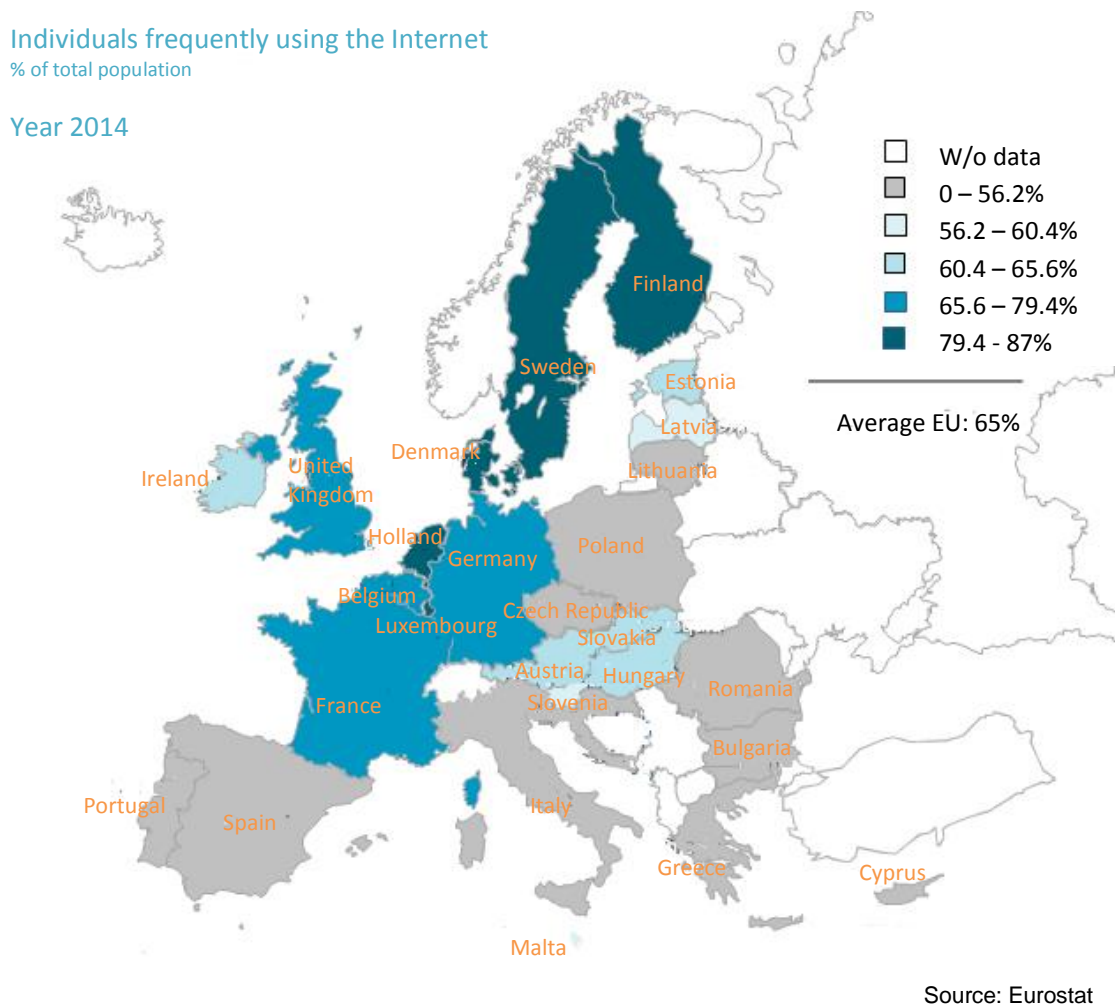 Individuals frequently using the Internet
% of total population
Year 2014
W/o data
0 – 56.2%
56.2 – 60.4%
60.4 – 65.6%
65.6 – 79.4%
79.4 - 87%
Average EU: 65%
Finland
Sweden
Estonia
Latvia
Denmark
Lithuania
Ireland
United
Kingdom
Holland
Germany
Poland
Belgium
Czech Republic
Luxembourg
Slovakia
Austria
Hungary
France
Slovenia
Romania
Bulgaria
Portugal
Spain
Italy
Greece
Cyprus
Malta
Source: Eurostat